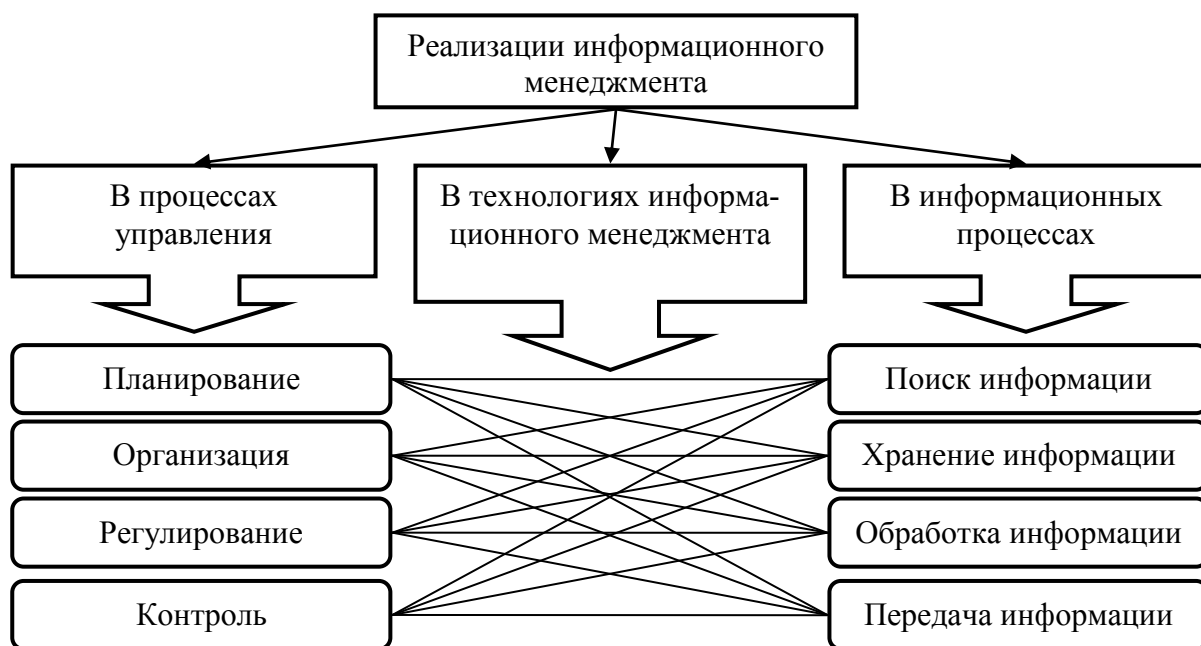 Реализации информационного
менеджмента
В процессах
управления
В технологиях информа-
ционного менеджмента
В информационных
процессах
Планирование
Организация
Регулирование
Контроль
Поиск информации
Хранение информации
Обработка информации
Передача информации